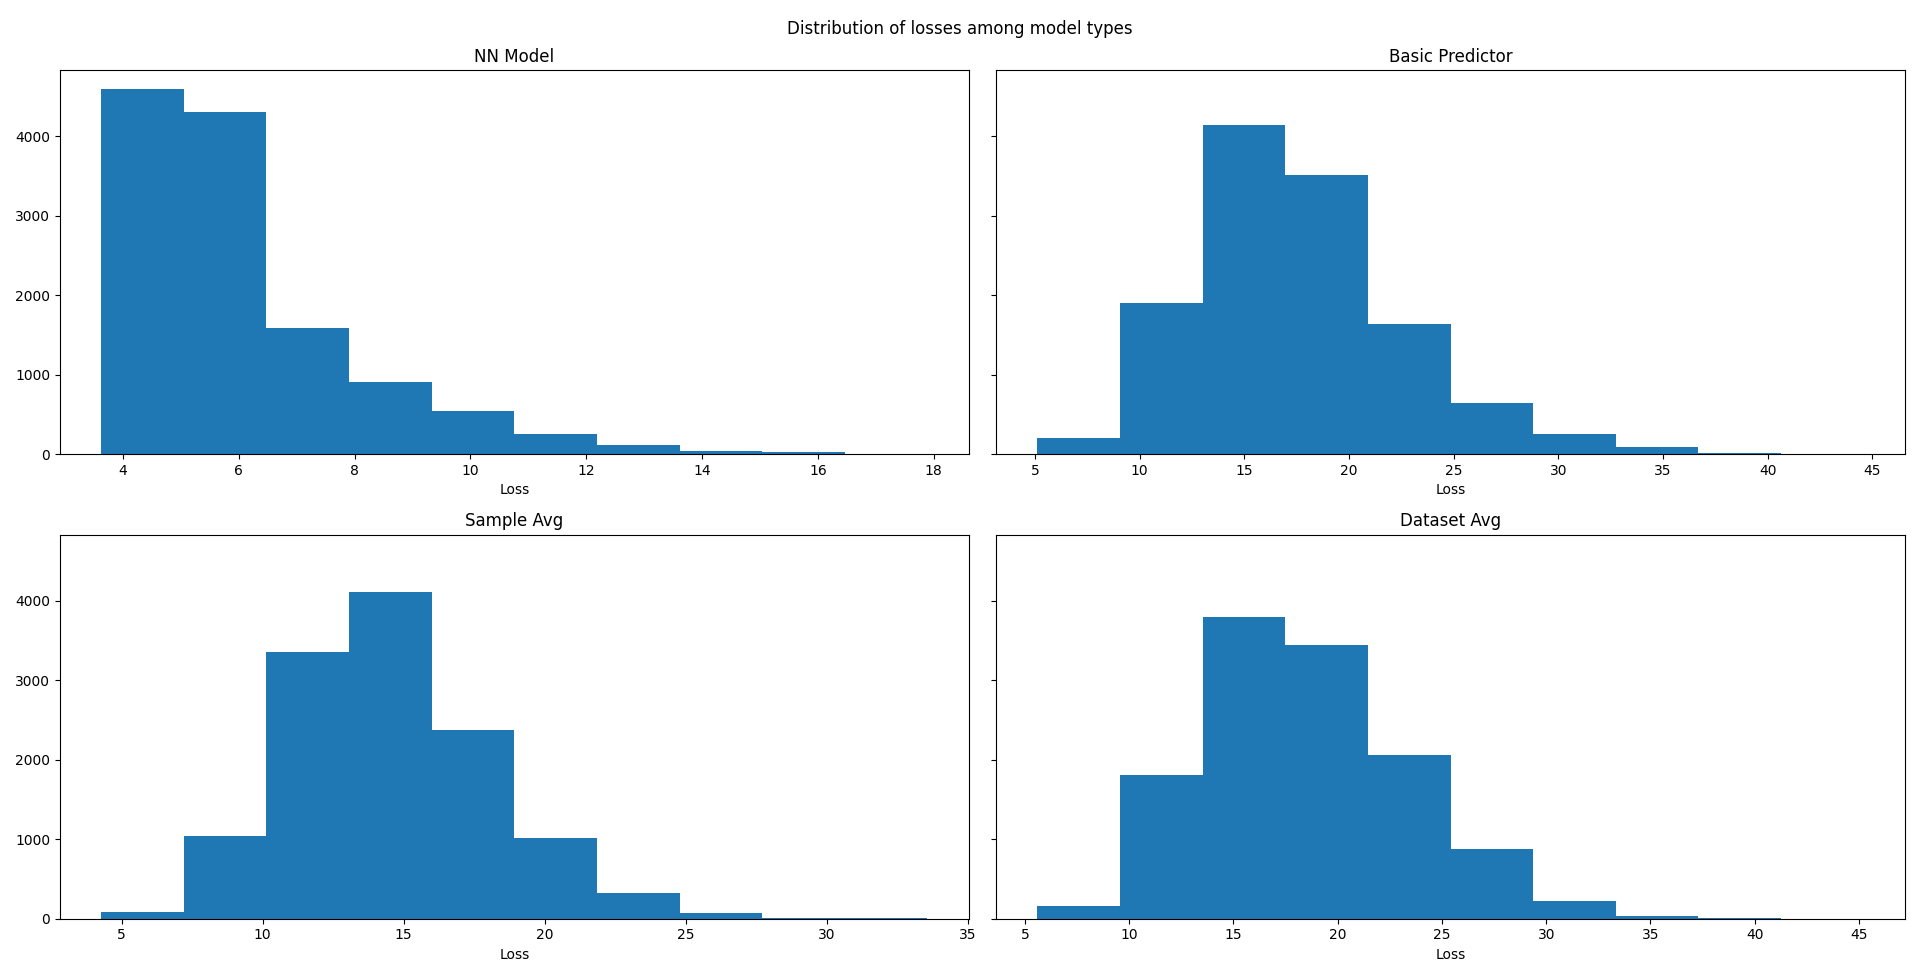 Distribution of losses among model types
NN Model
Basic Predictor
4000
3000
2000
1000
0
4 6 8 10 12 14 16 18
5 10 15 20 25 30 35 40 45
Loss
Loss
Sample Avg
Dataset Avg
4000
3000
2000
1000
0
5 10 15 20 25 30 35
5 10 15 20 25 30 35 40 45
Loss
Loss